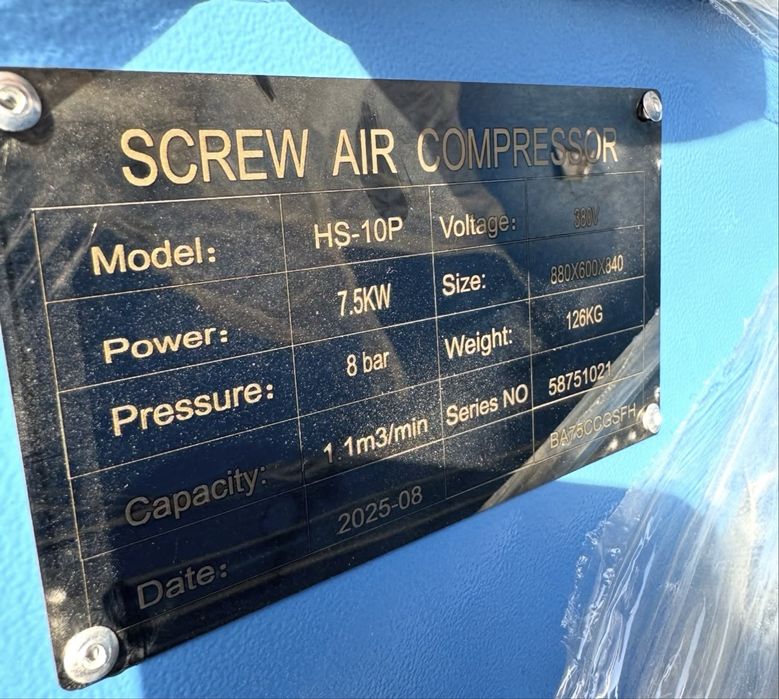 SCREW AIR COMPRESSOR
Model: HS-10P Voltage: 380V
Power: 7.5KW Size: 880X600X840
Pressure: 8 bar Weight: 126KG
Capacity: 1.1m3/min Series NO 58751021
Date: 2025-08 BA75CCGSFH